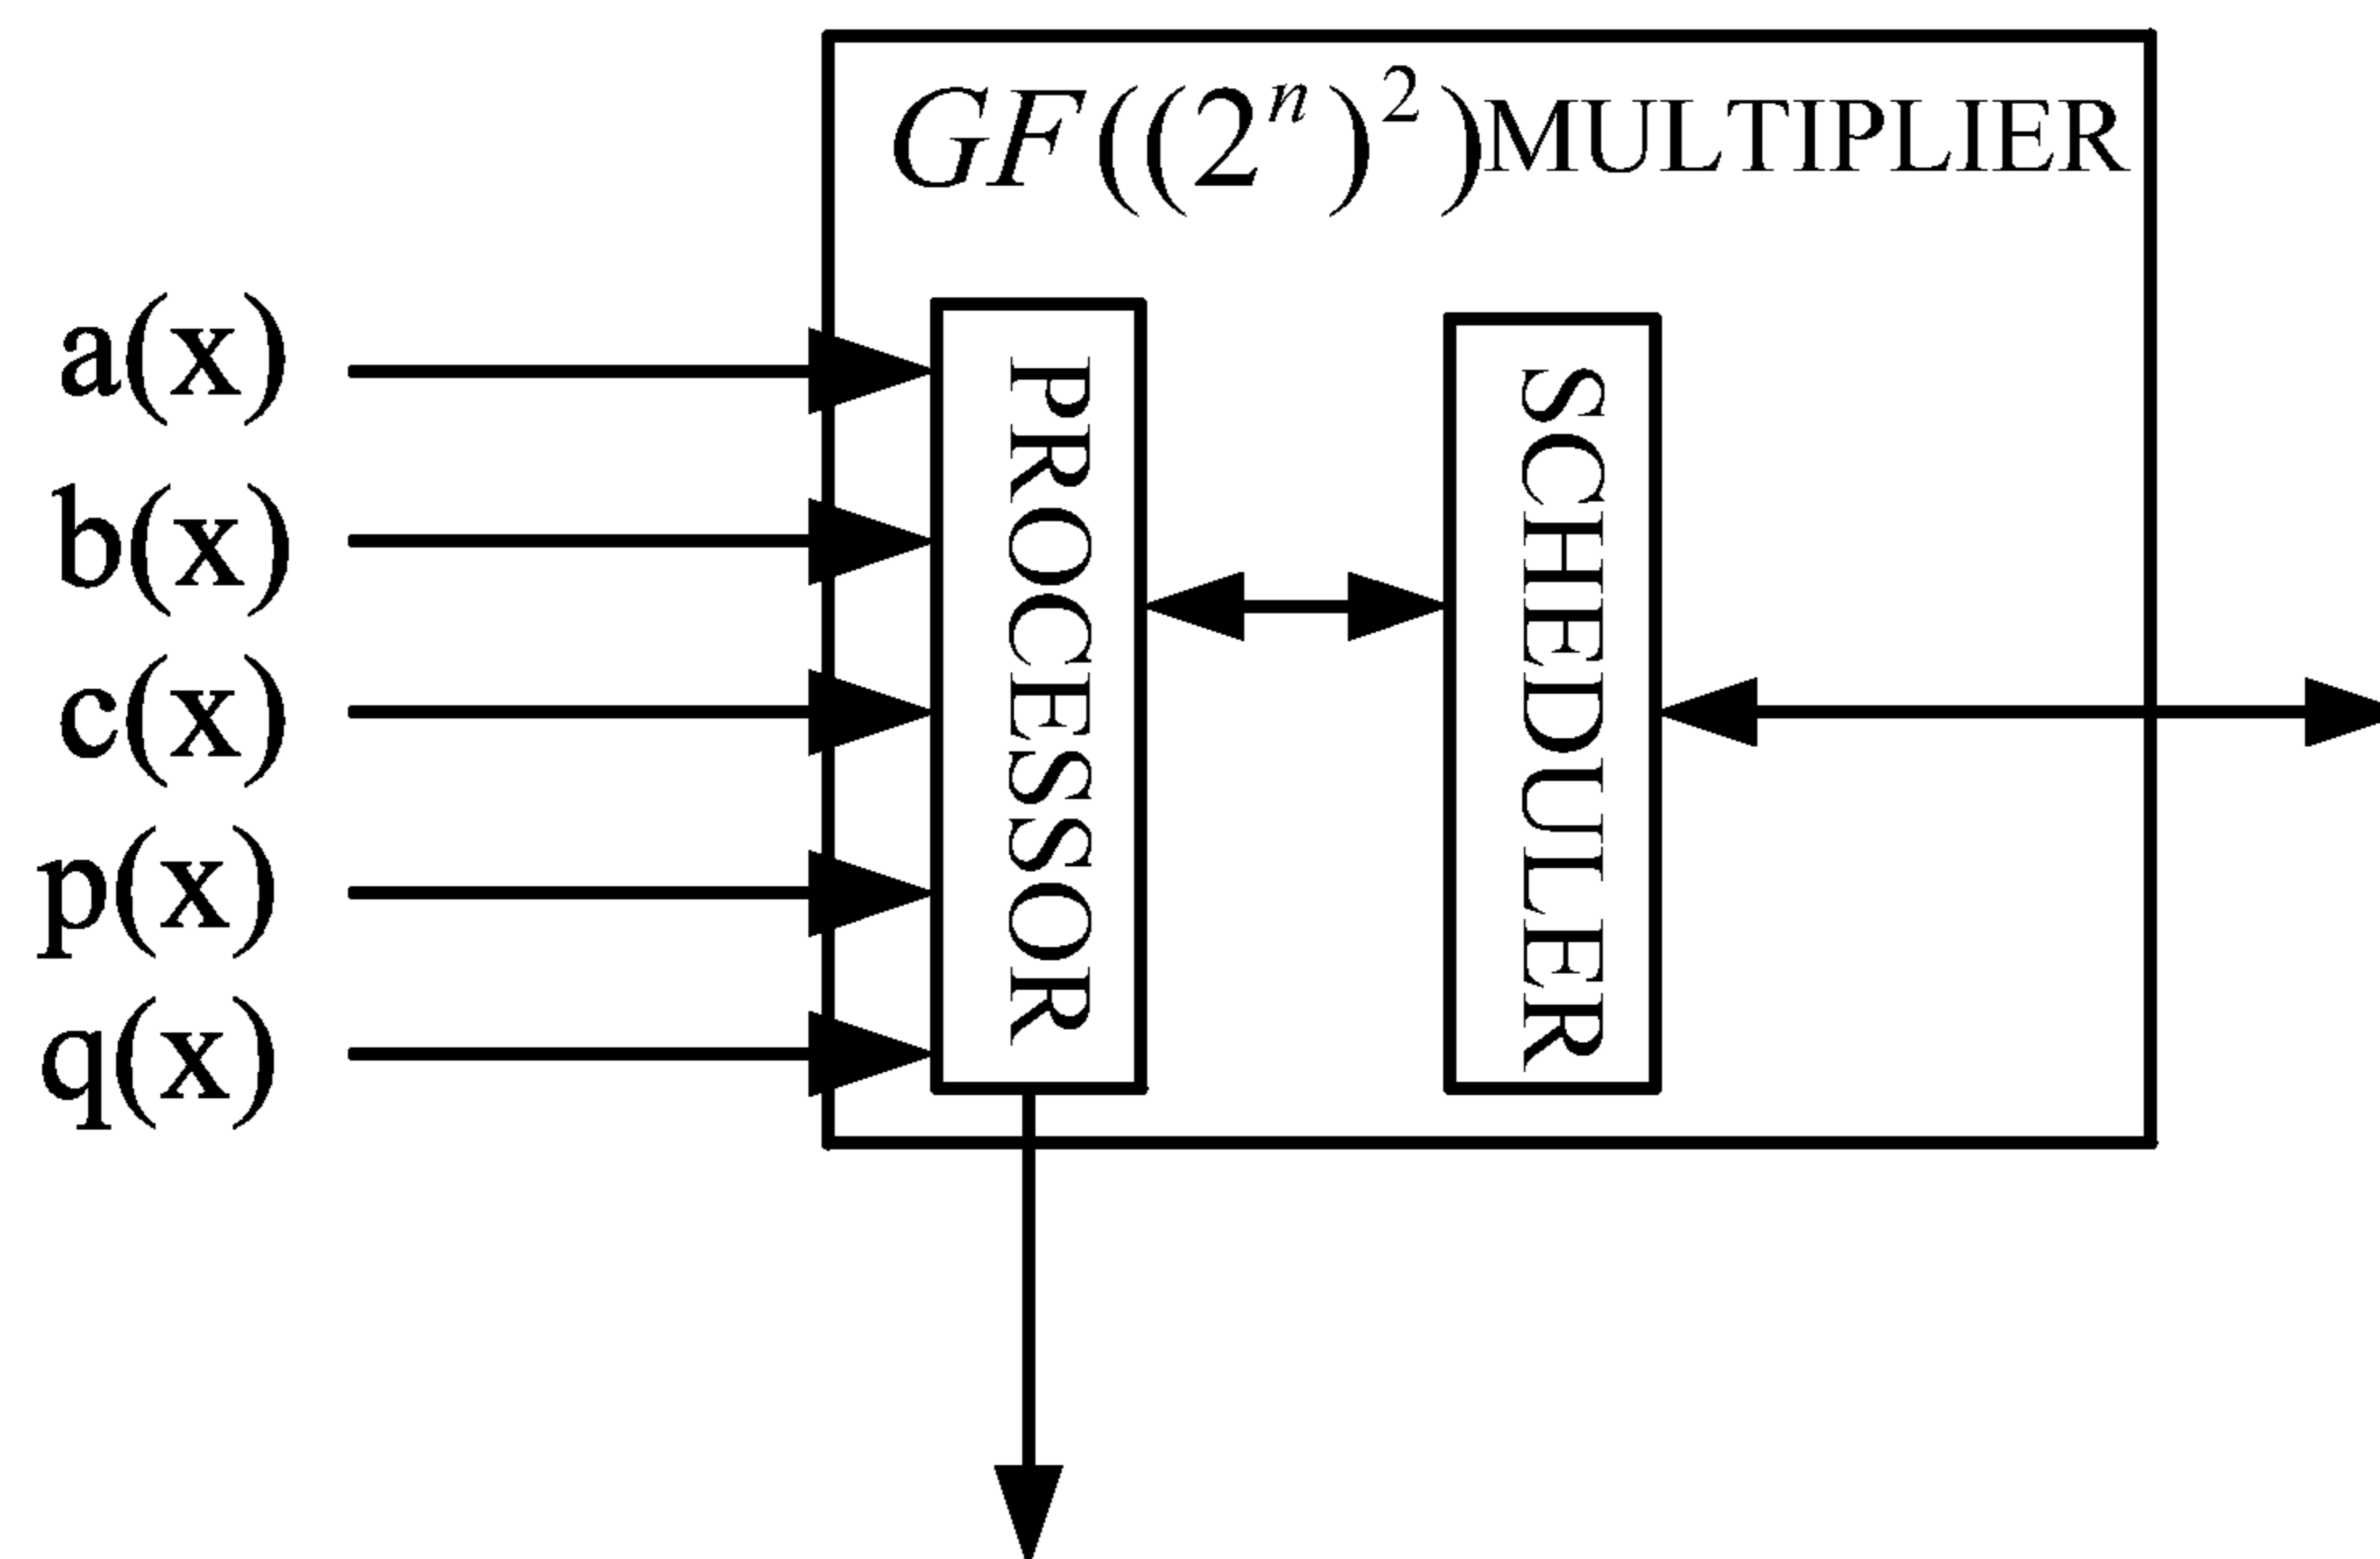 GF((2^n)^2)MULTIPLIER
a(x)
b(x)
c(x)
p(x)
q(x)
PROCESSOR
SCHEDULER